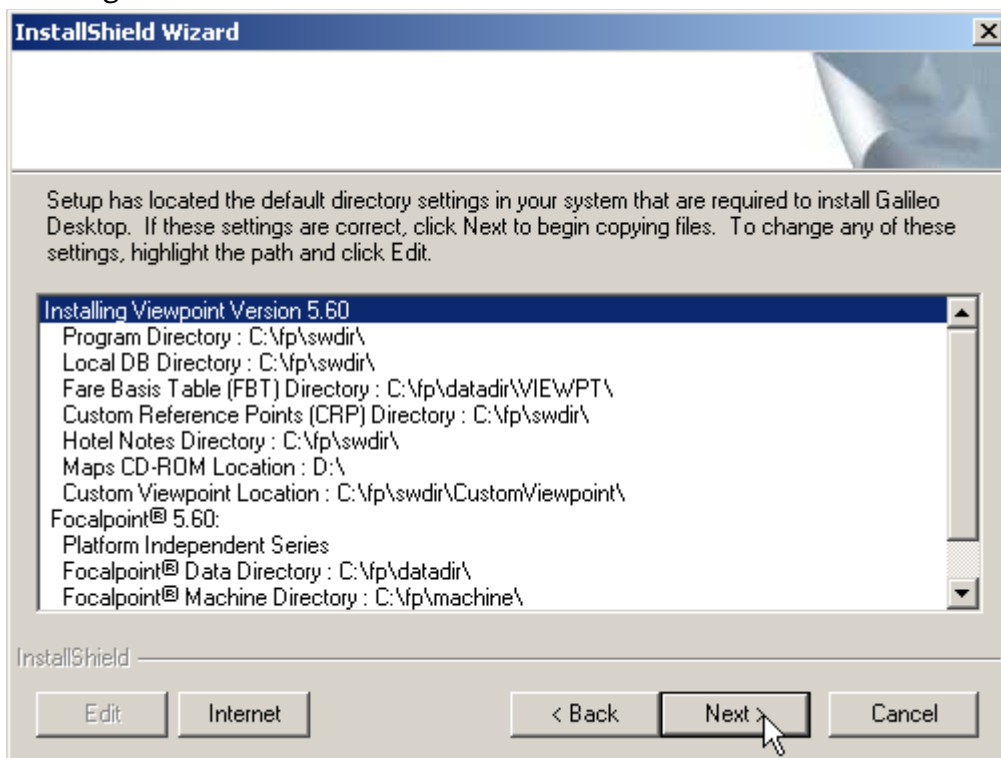 InstallShield Wizard
Setup has located the default directory settings in your system that are required to install Galileo
Desktop. If these settings are correct, click Next to begin copying files. To change any of these
settings, highlight the path and click Edit.
Installing Viewpoint Version 5.60
Program Directory : C:\fp\swdir\
Local DB Directory : C:\fp\swdir\
Fare Basis Table (FBT) Directory : C:\fp\datadir\VIEWPT\
Custom Reference Points (CRP) Directory : C:\fp\swdir\
Hotel Notes Directory : C:\fp\swdir\
Maps CD-ROM Location : D:\
Custom Viewpoint Location : C:\fp\swdir\CustomViewpoint\
Focalpoint® 5.60:
Platform Independent Series
Focalpoint® Data Directory : C:\fp\datadir\
Focalpoint® Machine Directory : C:\fp\machine\
InstallShield
Edit Internet < Back Next > Cancel